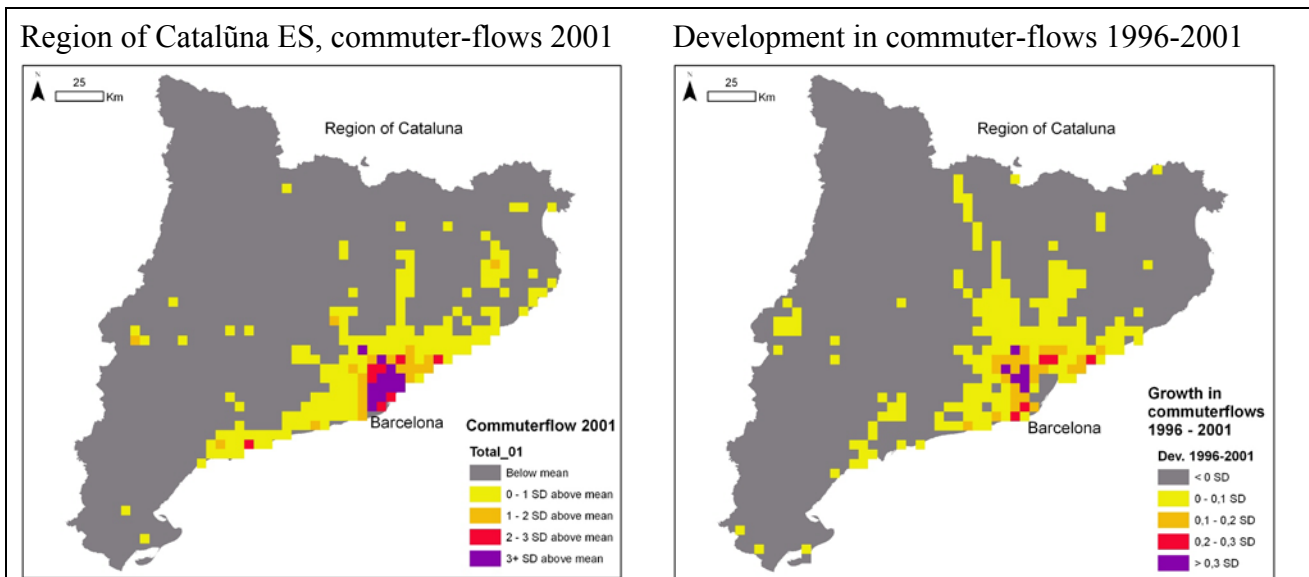 Region of Catalũna ES, commuter-flows 2001
Development in commuter-flows 1996-2001
N
25
Km
Region of Cataluna
Barcelona
Commuterflow 2001
Total_01
Below mean
0 - 1 SD above mean
1 - 2 SD above mean
2 - 3 SD above mean
3+ SD above mean
N
25
Km
Region of Cataluna
Barcelona
Growth in
commuterflows
1996 - 2001
Dev. 1996-2001
< 0 SD
0 - 0,1 SD
0,1 - 0,2 SD
0,2 - 0,3 SD
> 0,3 SD